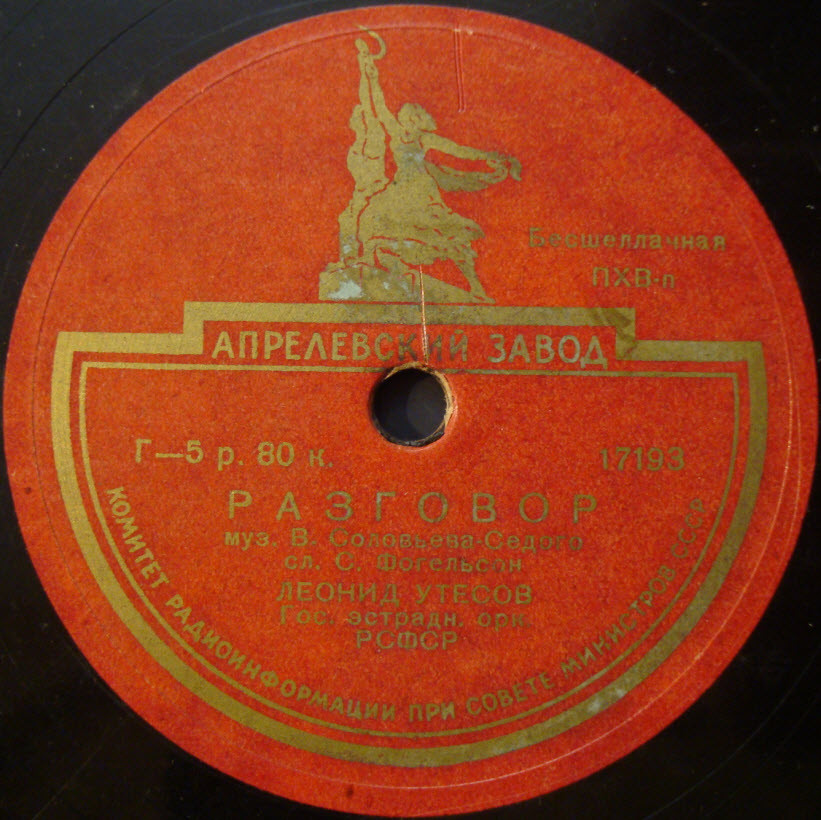 Бесшеллачная
ПХВ-п
АПРЕЛЕВСКИЙ ЗАВОД
Г—5 р. 80 к.
17193
РАЗГОВОР
муз. В. Соловьева-Седого
сл. С. Фогельсон
ЛЕОНИД УТЕСОВ
Гос. эстрадн. орк.
РСФСР
КОМИТЕТ РАДИОИНФОРМАЦИИ ПРИ СОВЕТЕ МИНИСТРОВ СССР